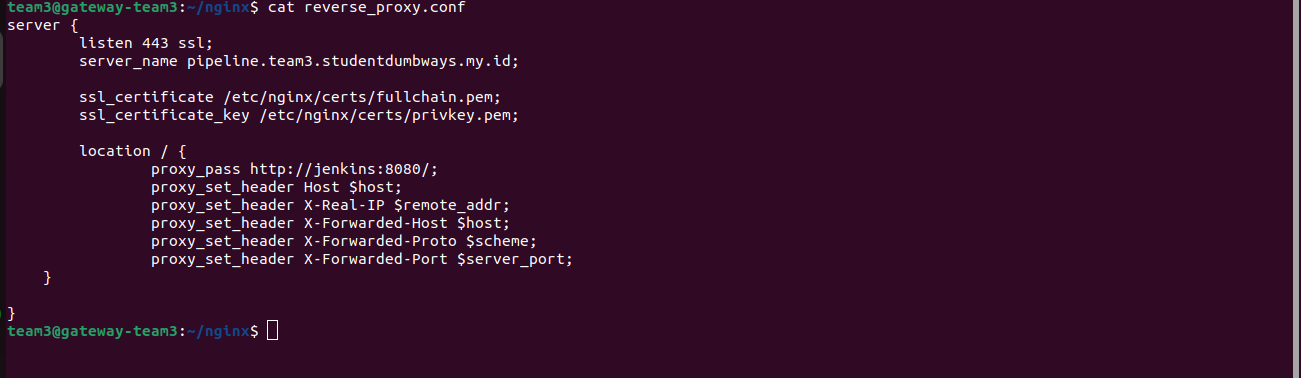 team3@gateway-team3:~/nginx$ cat reverse_proxy.conf
server {
        listen 443 ssl;
        server_name pipeline.team3.studentdumbways.my.id;

        ssl_certificate /etc/nginx/certs/fullchain.pem;
        ssl_certificate_key /etc/nginx/certs/privkey.pem;

        location / {
                proxy_pass http://jenkins:8080/;
                proxy_set_header Host $host;
                proxy_set_header X-Real-IP $remote_addr;
                proxy_set_header X-Forwarded-Host $host;
                proxy_set_header X-Forwarded-Proto $scheme;
                proxy_set_header X-Forwarded-Port $server_port;
    }

}
team3@gateway-team3:~/nginx$